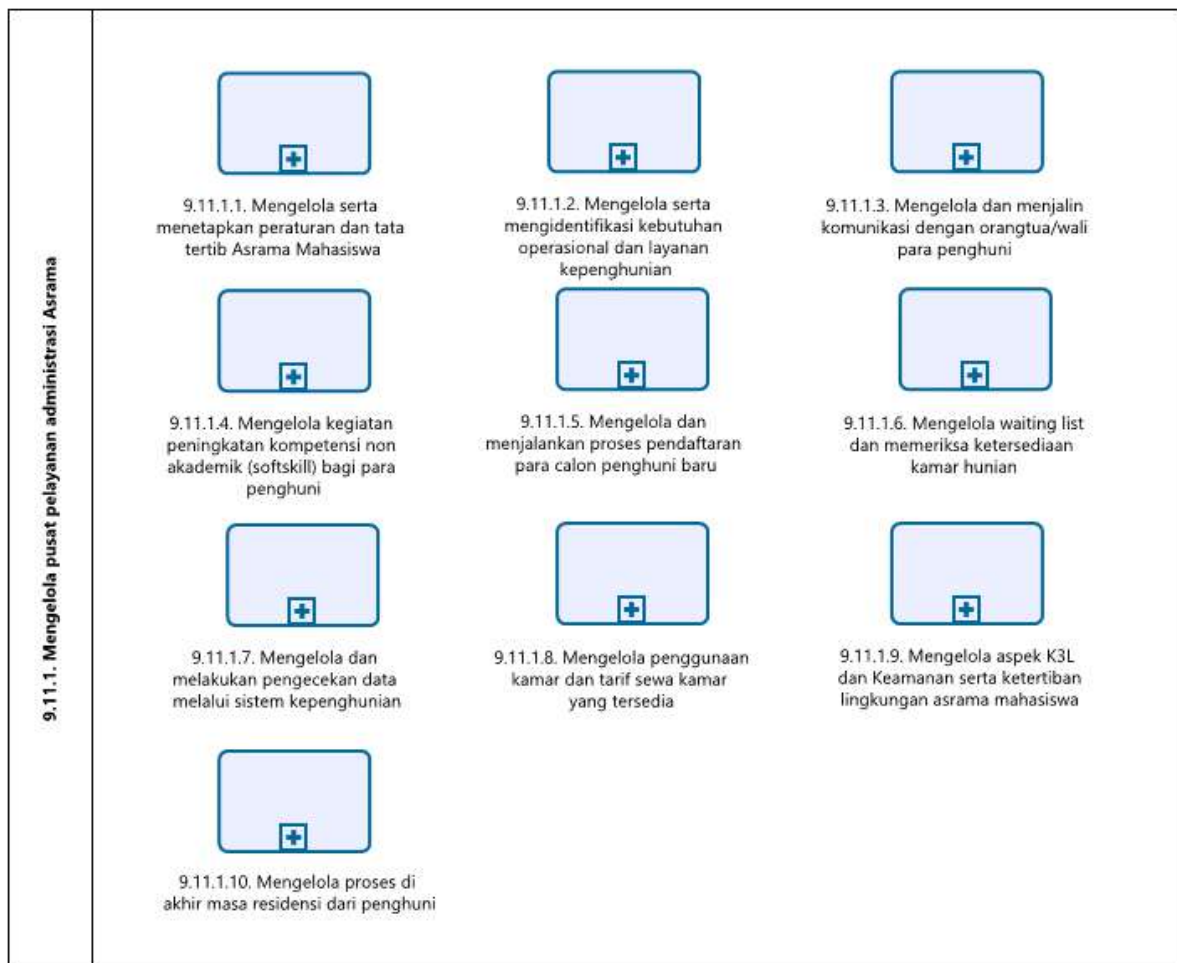 9.11.1. Mengelola pusat pelayanan administrasi Asrama
9.11.1.1. Mengelola serta
menetapkan peraturan dan tata
tertib Asrama Mahasiswa
9.11.1.2. Mengelola serta
mengidentifikasi kebutuhan
operasional dan layanan
kepenghunian
9.11.1.3. Mengelola dan menjalin
komunikasi dengan orangtua/wali
para penghuni
9.11.1.4. Mengelola kegiatan
peningkatan kompetensi non
akademik (softskill) bagi para
penghuni
9.11.1.5. Mengelola dan
menjalankan proses pendaftaran
para calon penghuni baru
9.11.1.6. Mengelola waiting list
dan memeriksa ketersediaan
kamar hunian
9.11.1.7. Mengelola dan
melakukan pengecekan data
melalui sistem kepenghunian
9.11.1.8. Mengelola penggunaan
kamar dan tarif sewa kamar
yang tersedia
9.11.1.9. Mengelola aspek K3L
dan Keamanan serta ketertiban
lingkungan asrama mahasiswa
9.11.1.10. Mengelola proses di
akhir masa residensi dari penghuni